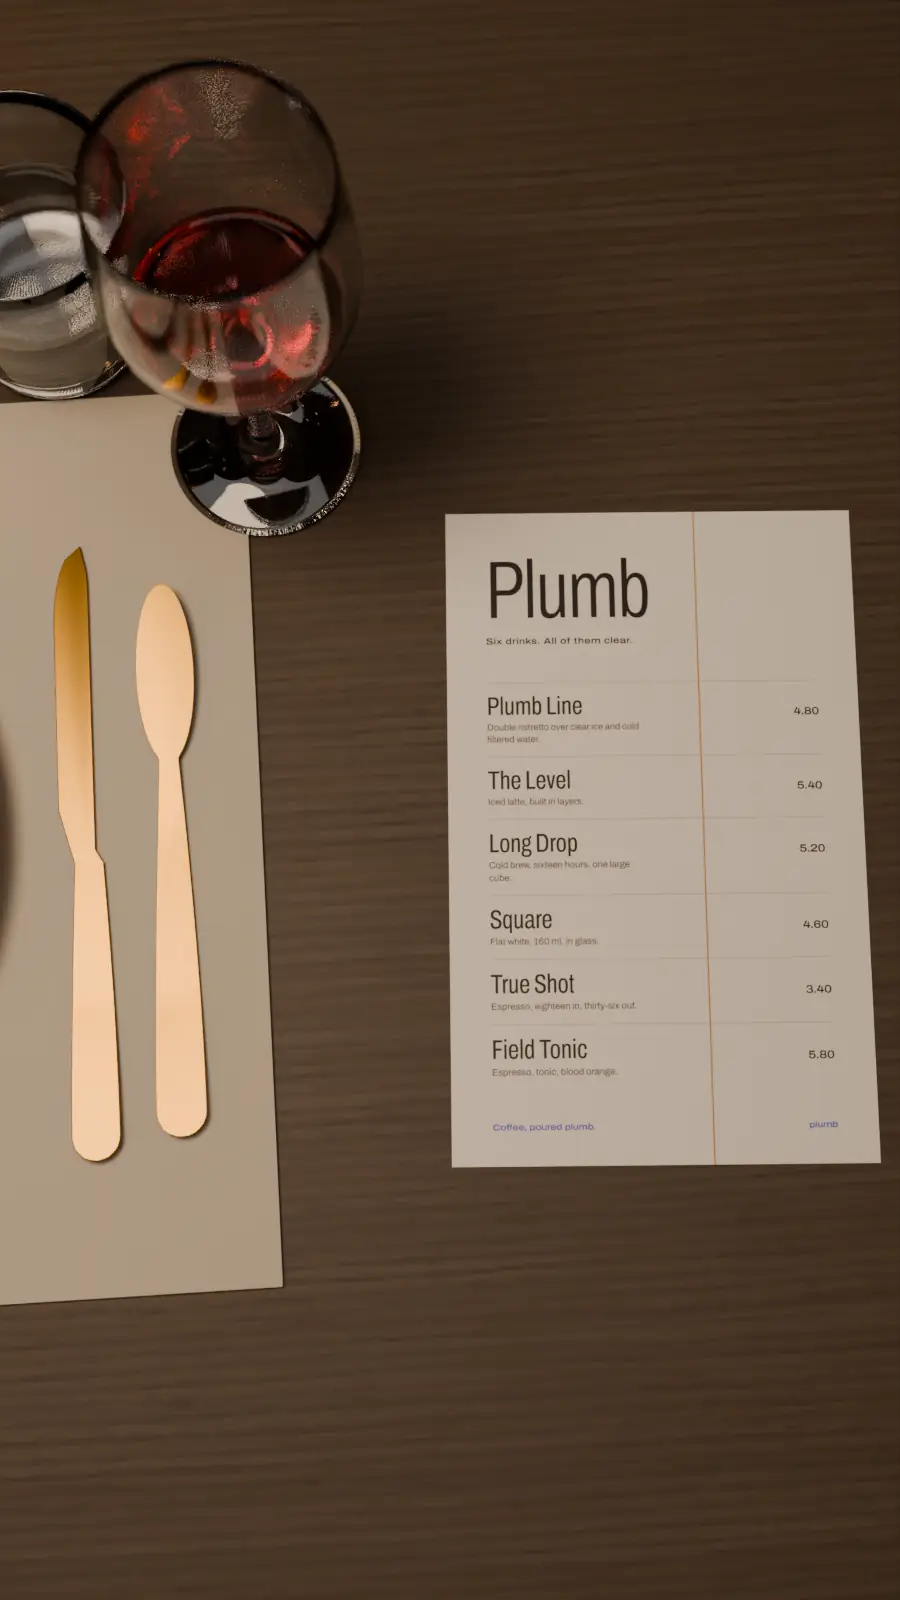 Plumb
Six drinks. All of them clear.
Plumb Line
4.80
Double ristretto over clear ice and cold
filtered water.
The Level
5.40
Iced latte, built in layers.
Long Drop
5.20
Cold brew, sixteen hours, one large
cube.
Square
4.60
Flat white, 160 ml, in glass.
True Shot
3.40
Espresso, eighteen in, thirty-six out.
Field Tonic
5.80
Espresso, tonic, blood orange.
Coffee, poured plumb.
plumb